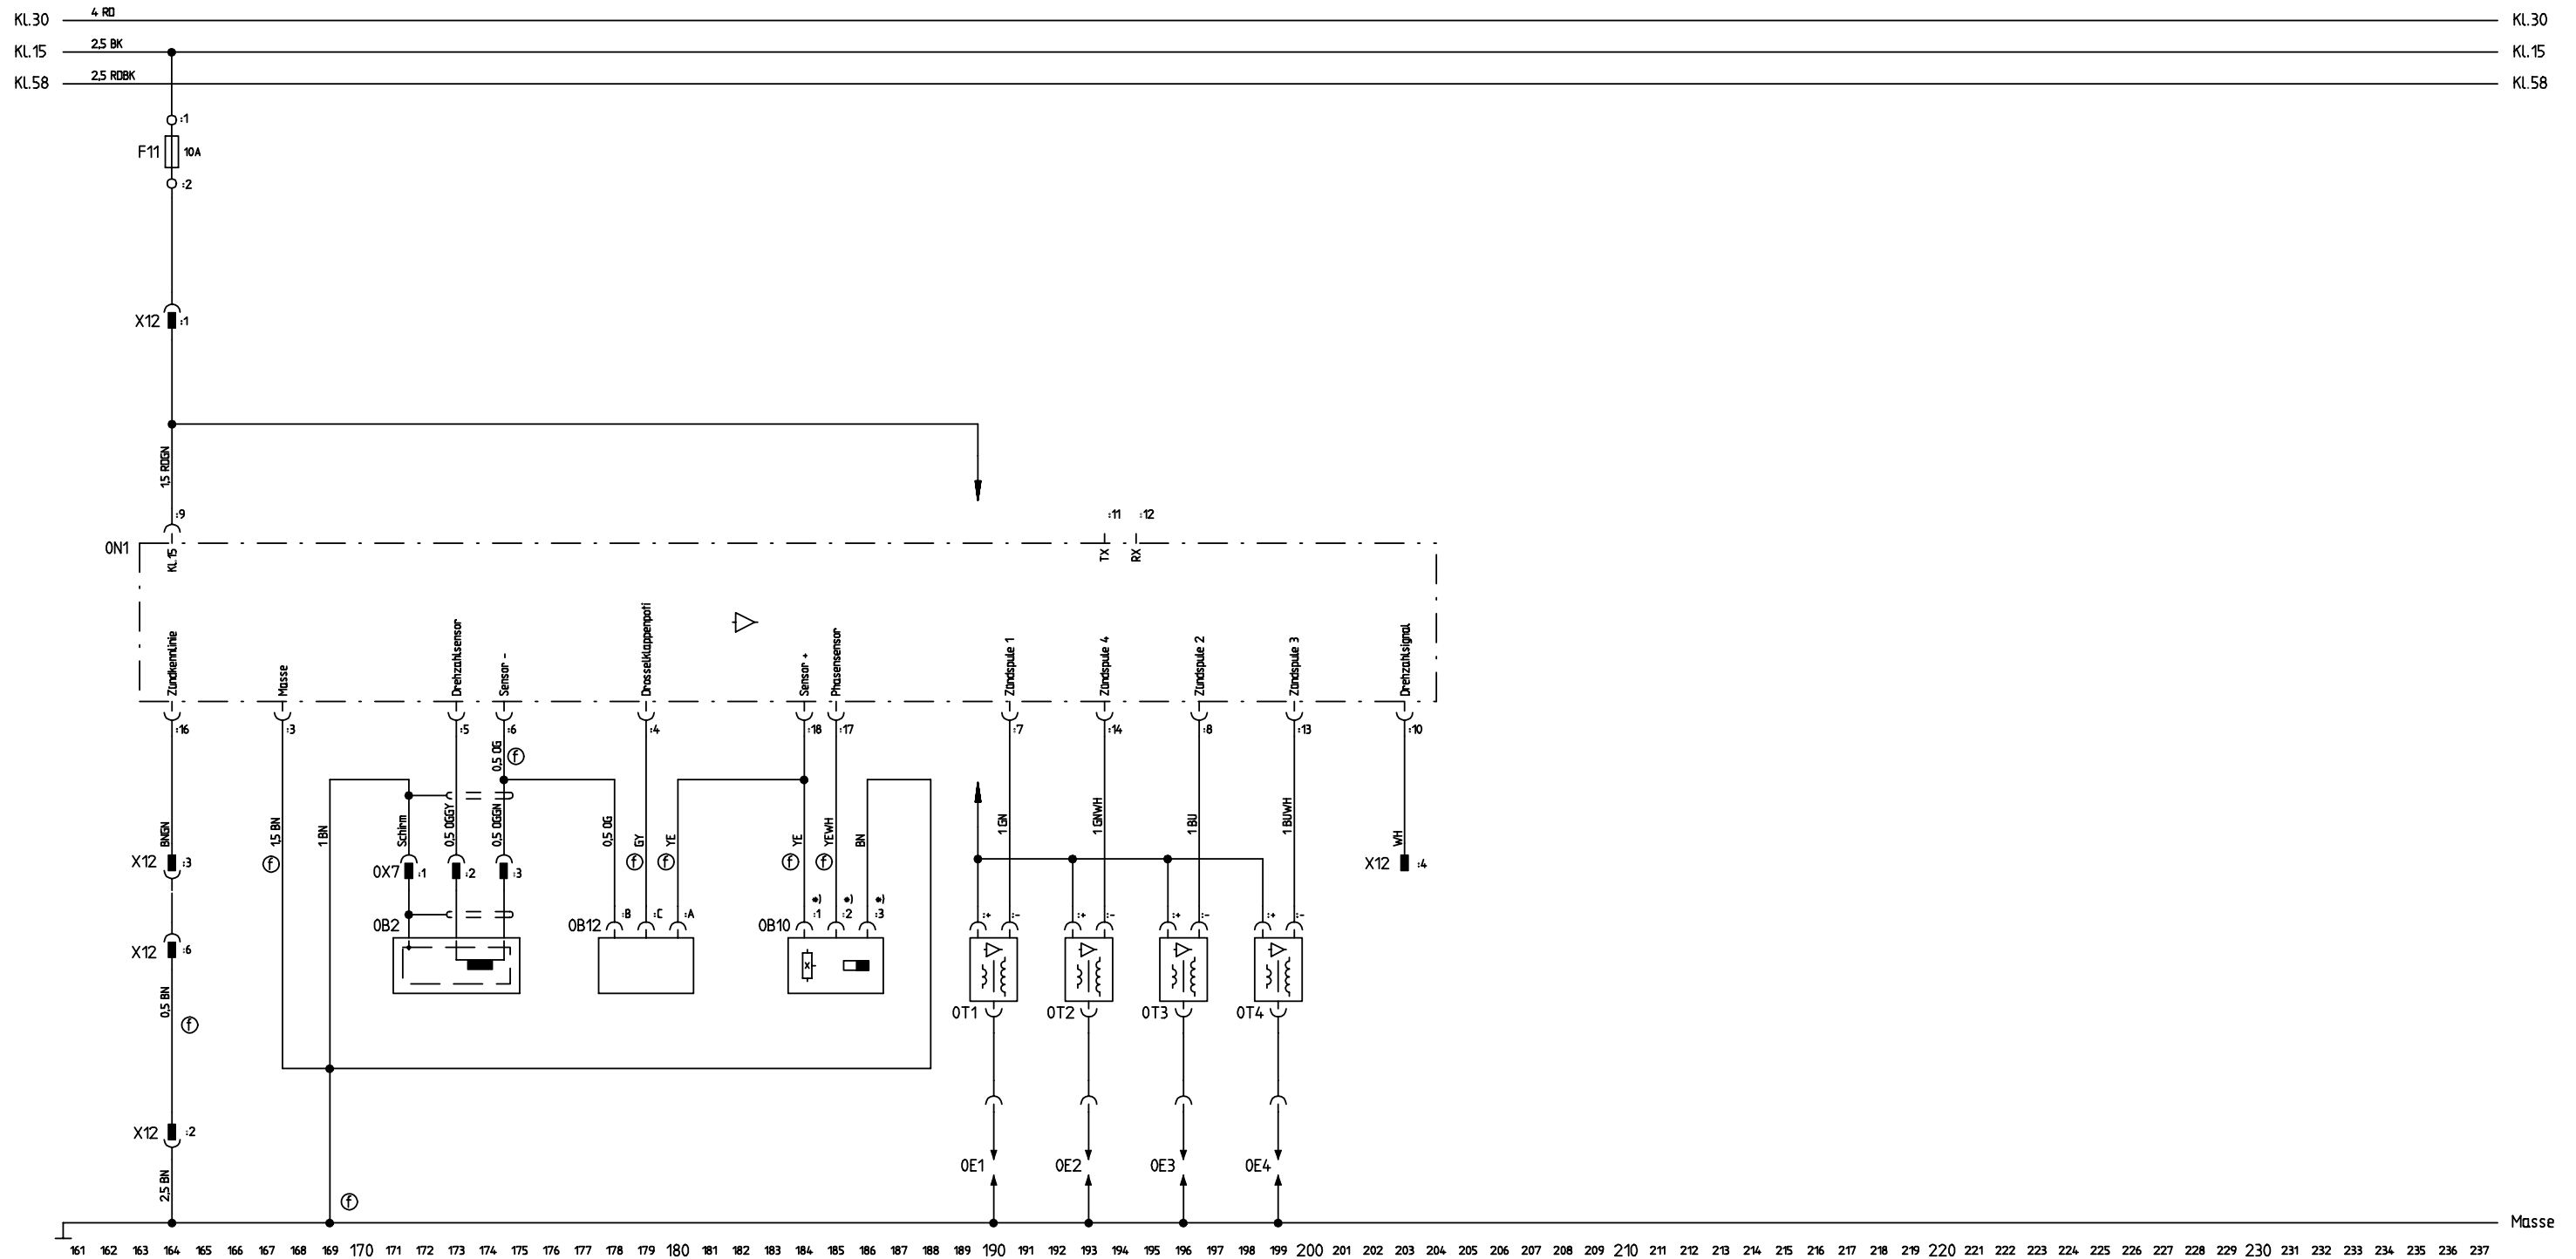 4 RD
Kl.30 Kl.30
2,5 BK
Kl.15 Kl.15
2,5 RDBK
Kl.58 Kl.58
:1
F11 10A
:2
X12 :1
1,5 RDGN
:9 :11 :12
0N1
Kl.15 TX RX
Zündkennlinie Masse Drehzahlsensor Sensor - Drosselklappenpoti Sensor + Phasensensor Zündspule 1 Zündspule 4 Zündspule 2 Zündspule 3 Drehzahlsignal
:16 :3 :5 :6 :4 :18 :17 :7 :14 :8 :13 :10
0,5 OG f
BNGN 1,5 BN 1 BN Schirm 0,5 OGGY 0,5 OGGN 0,5 OG GY YE YE YEWH BN 1 GN 1 GNWH 1 BU 1 BUWH WH
X12 :3 f f f f f X12 :4
0X7 :1 :2 :3
*) *) *)
:B :C :A :1 :2 :3 :+ :- :+ :- :+ :- :+ :-
0B2 0B12 0B10
X12 :6
x
0,5 BN
0T1 0T2 0T3 0T4
f
X12 :2
0E1 0E2 0E3 0E4
2,5 BN
f
Masse
161 162 163 164 165 166 167 168 169 170 171 172 173 174 175 176 177 178 179 180 181 182 183 184 185 186 187 188 189 190 191 192 193 194 195 196 197 198 199 200 201 202 203 204 205 206 207 208 209 210 211 212 213 214 215 216 217 218 219 220 221 222 223 224 225 226 227 228 229 230 231 232 233 234 235 236 237